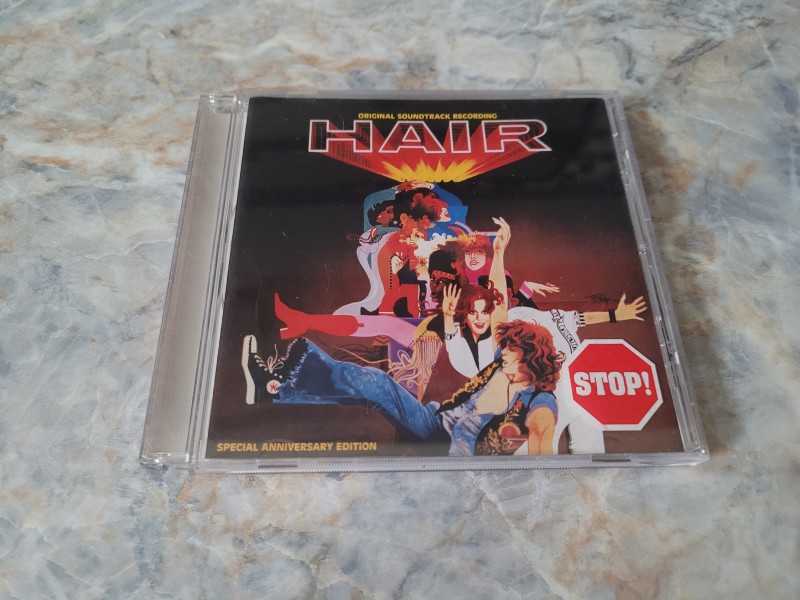 ORIGINAL SOUNDTRACK RECORDING
HAIR
STOP!
SPECIAL ANNIVERSARY EDITION